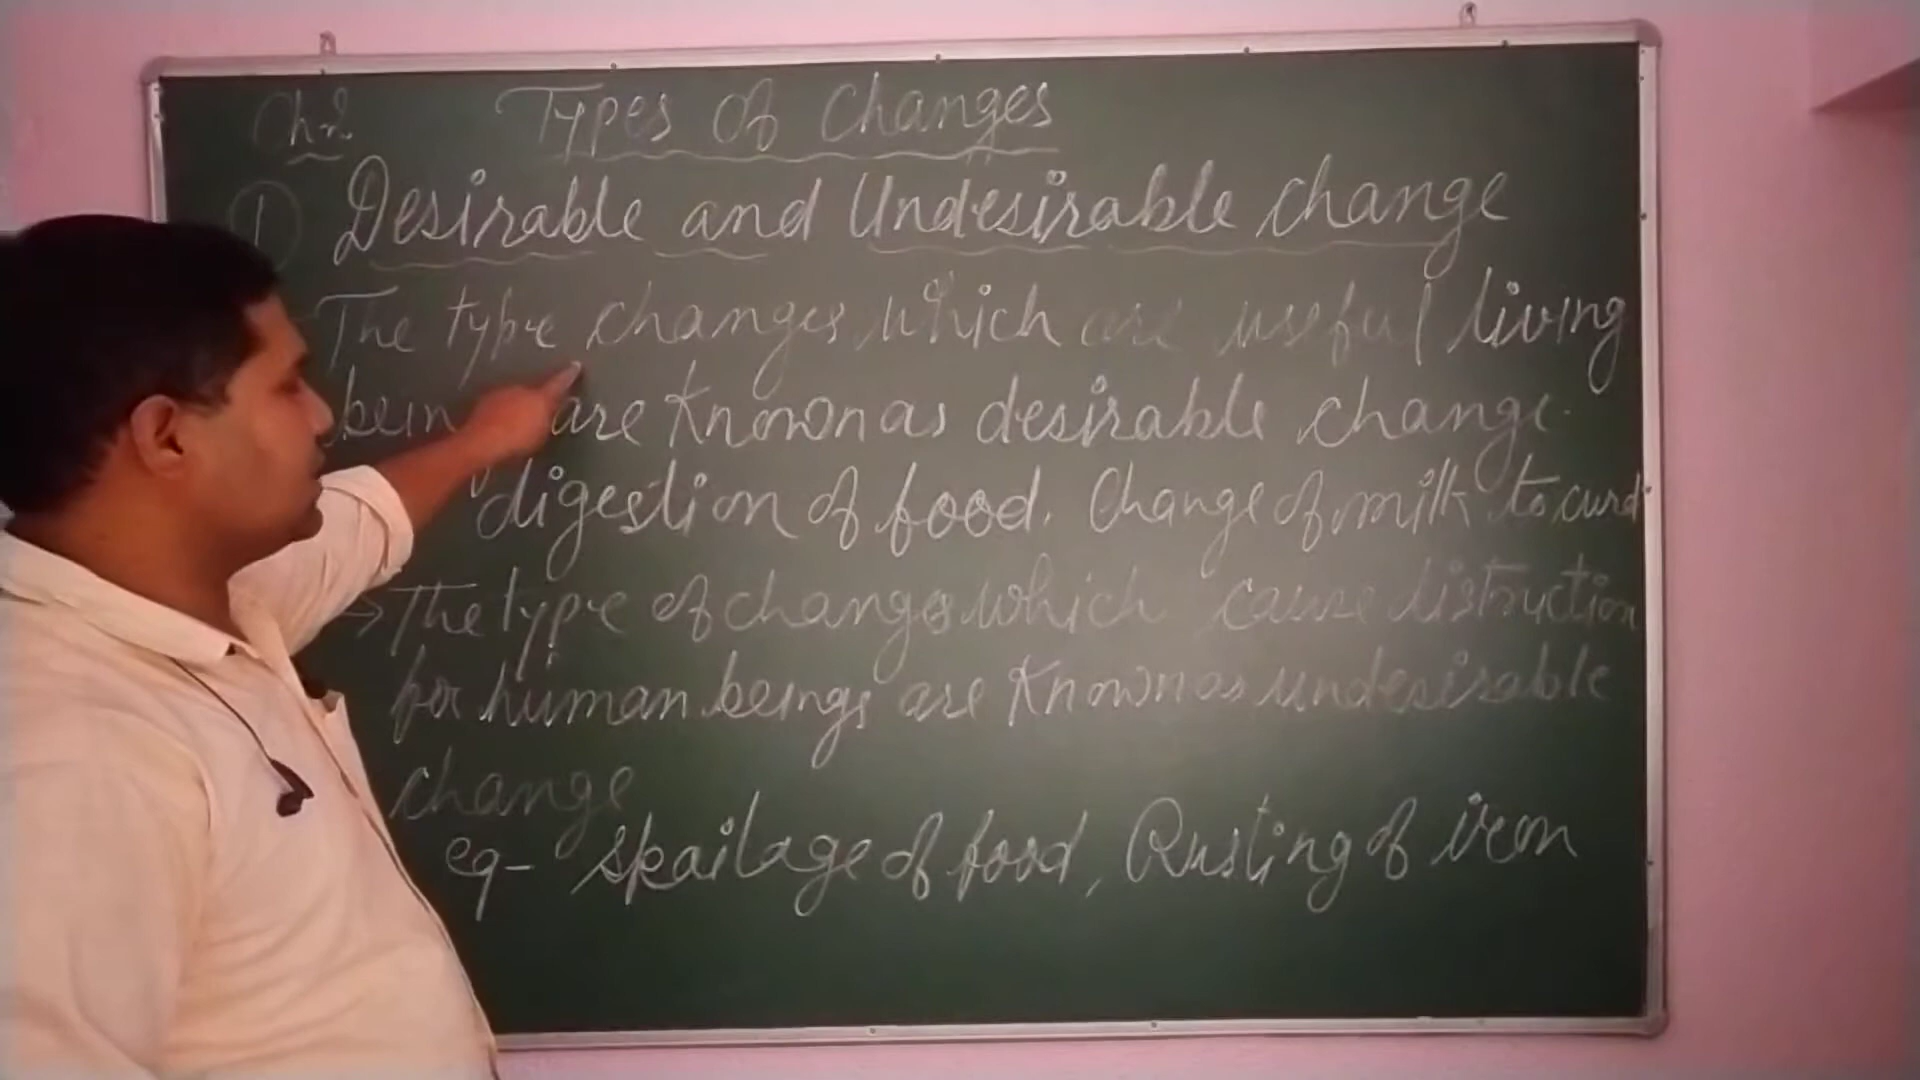 Ch 2 Types of Changes
① Desirable and Undesirable change
The type changes which are useful living
being are Known as desirable change.
digestion of food. Change of milk to curd
→ The type of changes which cause distruction
for human beings are Known as undesirable
change
eg- spailage of food, Rusting of iron